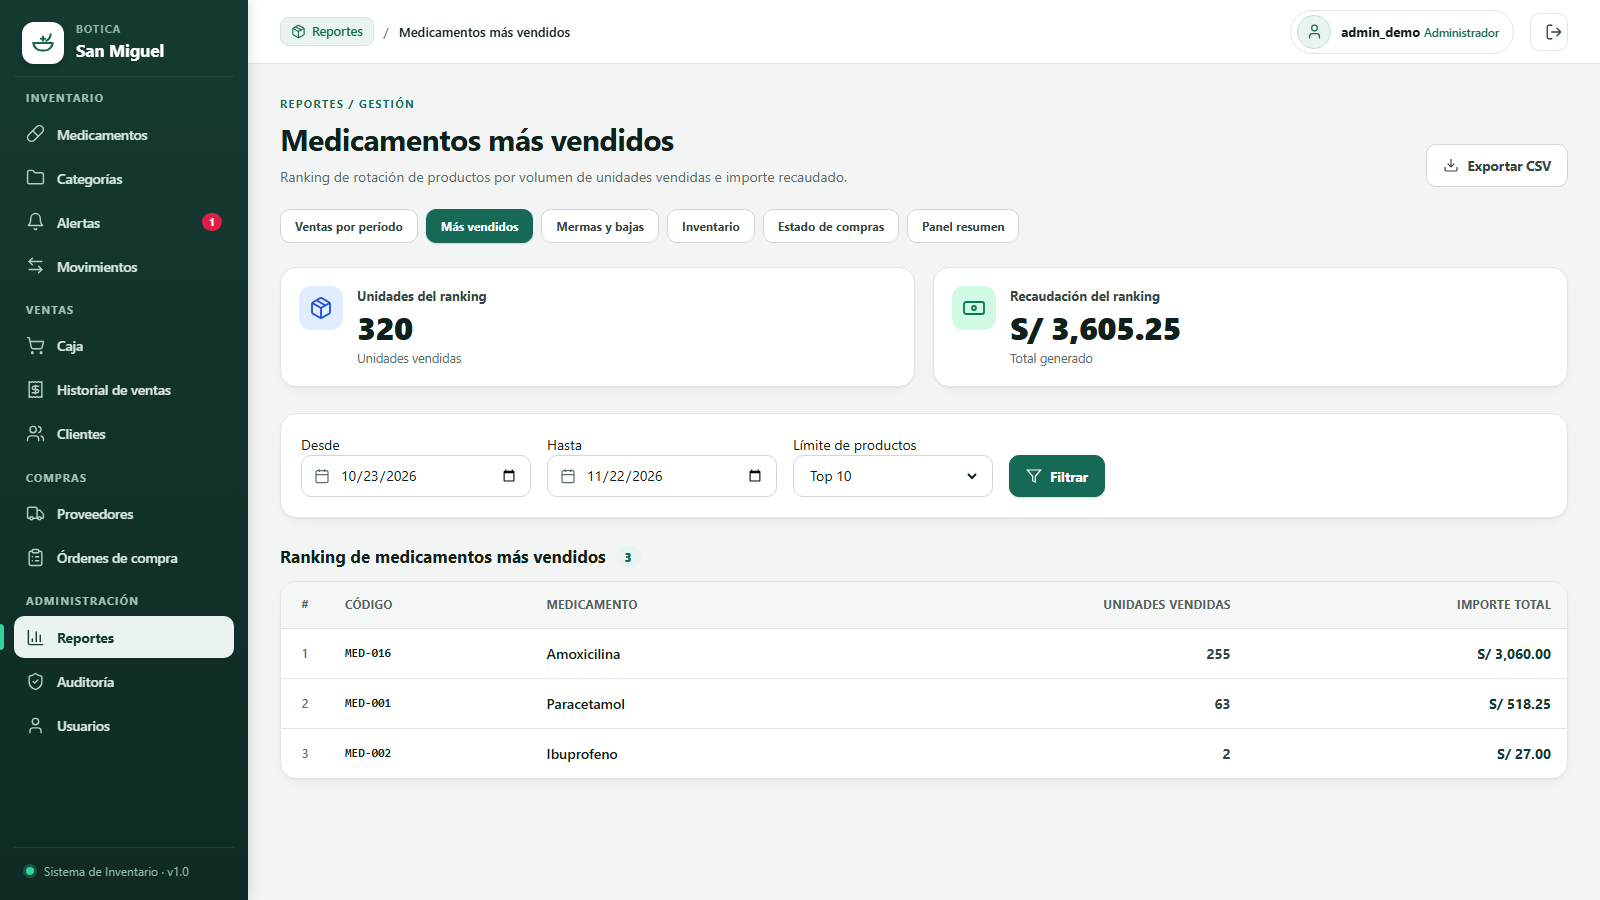 BOTICA
San Miguel
INVENTARIO
Medicamentos
Categorías
Alertas 1
Movimientos
VENTAS
Caja
Historial de ventas
Clientes
COMPRAS
Proveedores
Órdenes de compra
ADMINISTRACIÓN
Reportes
Auditoría
Usuarios
Sistema de Inventario · v1.0
Reportes / Medicamentos más vendidos
admin_demo Administrador
REPORTES / GESTIÓN
Medicamentos más vendidos
Ranking de rotación de productos por volumen de unidades vendidas e importe recaudado.
Exportar CSV
Ventas por período Más vendidos Mermas y bajas Inventario Estado de compras Panel resumen
Unidades del ranking
320
Unidades vendidas
Recaudación del ranking
S/ 3,605.25
Total generado
Desde Hasta Límite de productos
10/23/2026 11/22/2026 Top 10 Filtrar
Ranking de medicamentos más vendidos 3
# CÓDIGO MEDICAMENTO UNIDADES VENDIDAS IMPORTE TOTAL
1 MED-016 Amoxicilina 255 S/ 3,060.00
2 MED-001 Paracetamol 63 S/ 518.25
3 MED-002 Ibuprofeno 2 S/ 27.00